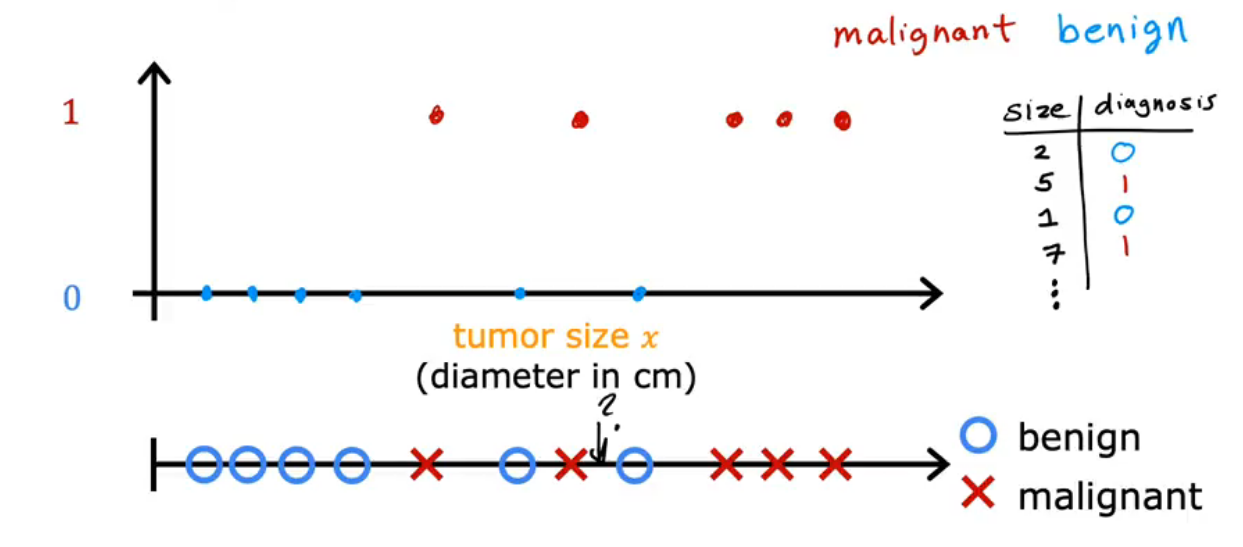 malignant benign
1
size diagnosis
2 0
5 1
1 0
7 1
⋮
0
tumor size x
(diameter in cm)
?
benign
malignant